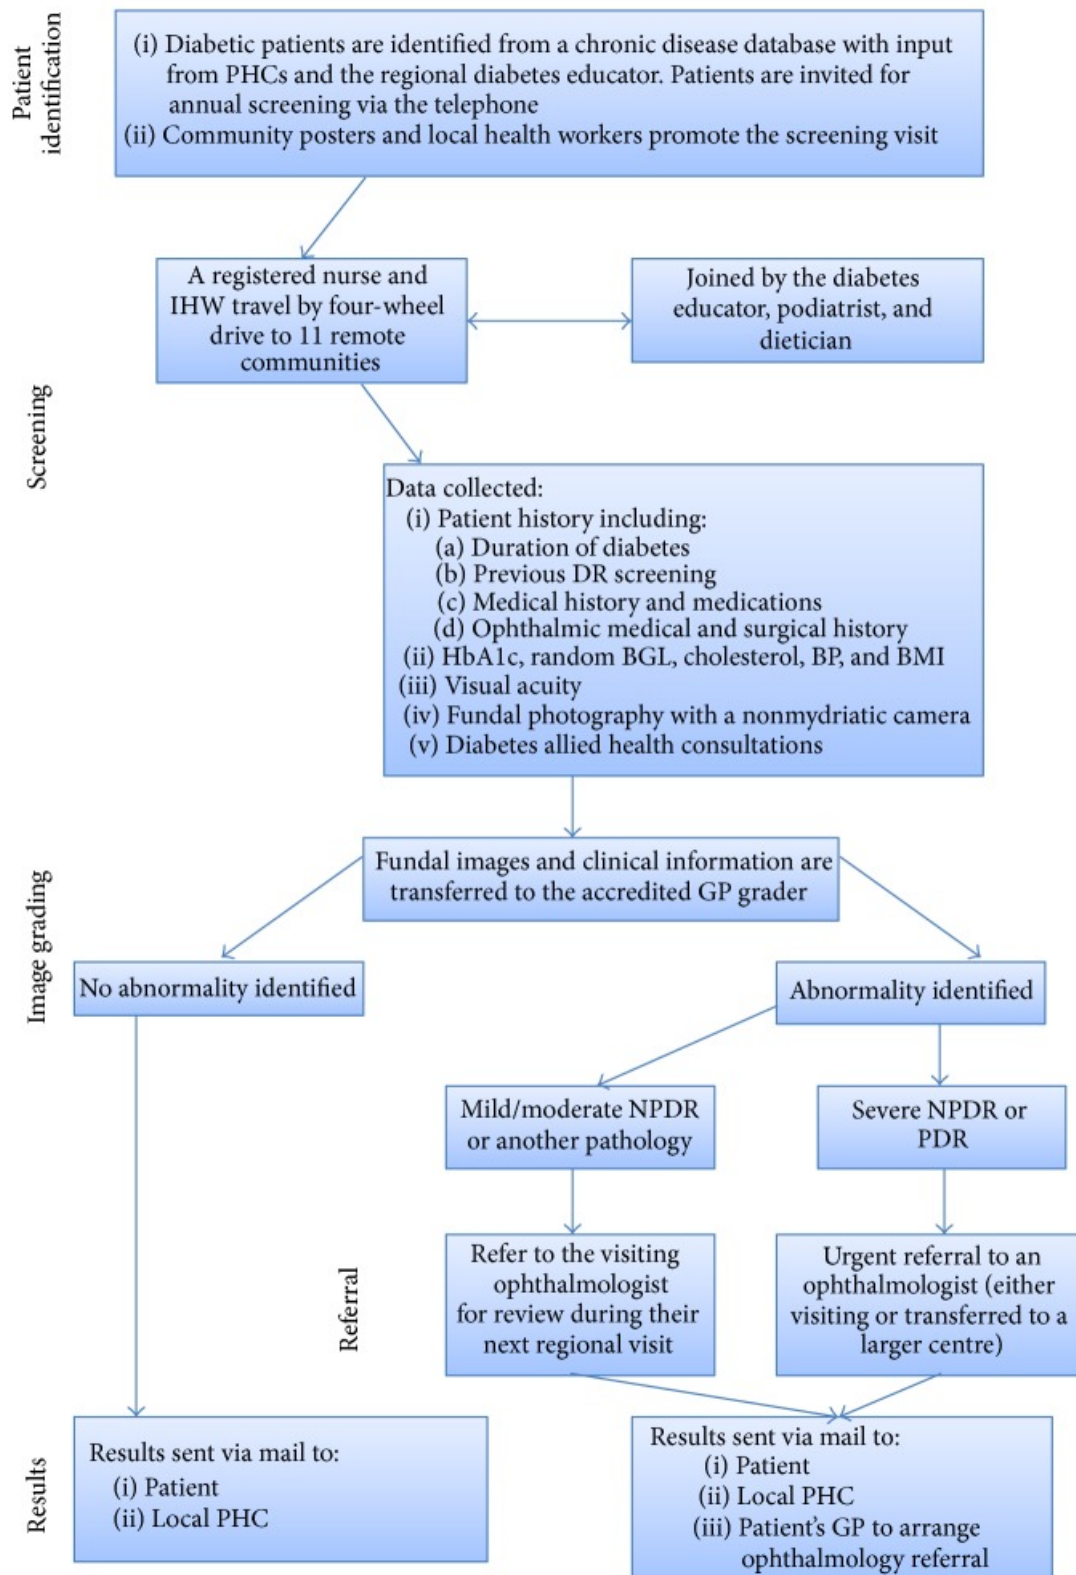 Patient
identification
(i) Diabetic patients are identified from a chronic disease database with input
from PHCs and the regional diabetes educator. Patients are invited for
annual screening via the telephone
(ii) Community posters and local health workers promote the screening visit
Screening
A registered nurse and
IHW travel by four-wheel
drive to 11 remote
communities
Joined by the diabetes
educator, podiatrist, and
dietician
Data collected:
(i) Patient history including:
(a) Duration of diabetes
(b) Previous DR screening
(c) Medical history and medications
(d) Ophthalmic medical and surgical history
(ii) HbA1c, random BGL, cholesterol, BP, and BMI
(iii) Visual acuity
(iv) Fundal photography with a nonmydriatic camera
(v) Diabetes allied health consultations
Image grading
Fundal images and clinical information are
transferred to the accredited GP grader
No abnormality identified
Abnormality identified
Mild/moderate NPDR
or another pathology
Severe NPDR or
PDR
Referral
Refer to the visiting
ophthalmologist
for review during their
next regional visit
Urgent referral to an
ophthalmologist (either
visiting or transferred to a
larger centre)
Results
Results sent via mail to:
(i) Patient
(ii) Local PHC
Results sent via mail to:
(i) Patient
(ii) Local PHC
(iii) Patient's GP to arrange
ophthalmology referral